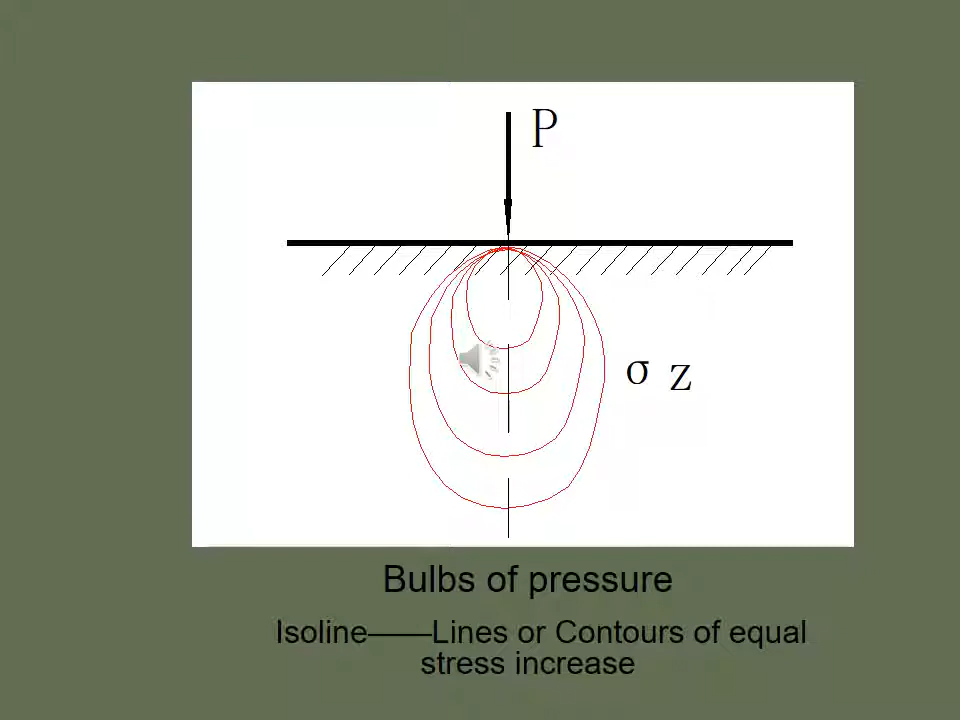 P
σ z
Bulbs of pressure
Isoline——Lines or Contours of equal
stress increase